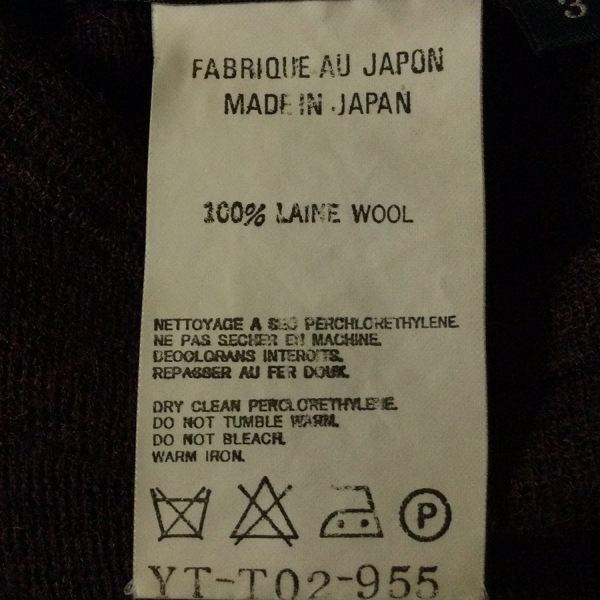 3
FABRIQUE AU JAPON
MADE IN JAPAN
100% LAINE WOOL
NETTOYAGE A SEC PERCHLORETHYLENE.
NE PAS SECHER EN MACHINE.
DECOLORANS INTERDITS.
REPASSER AU FER DOUX.
DRY CLEAN PERCLORETHYLENE.
DO NOT TUMBLE WARM.
DO NOT BLEACH.
WARM IRON.
P
YT-T02-955